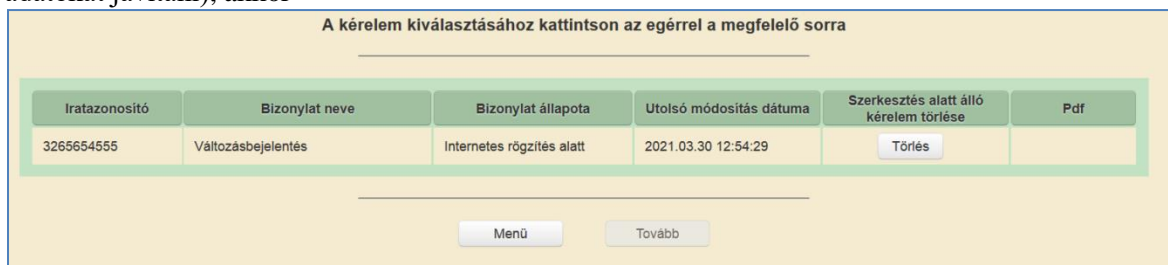 A kérelem kiválasztásához kattintson az egérrel a megfelelő sorra
Iratazonosító Bizonylat neve Bizonylat állapota Utolsó módosítás dátuma Szerkesztés alatt álló kérelem törlése Pdf
3265654555 Változásbejelentés Internetes rögzítés alatt 2021.03.30 12:54:29 Törlés
Menü Tovább